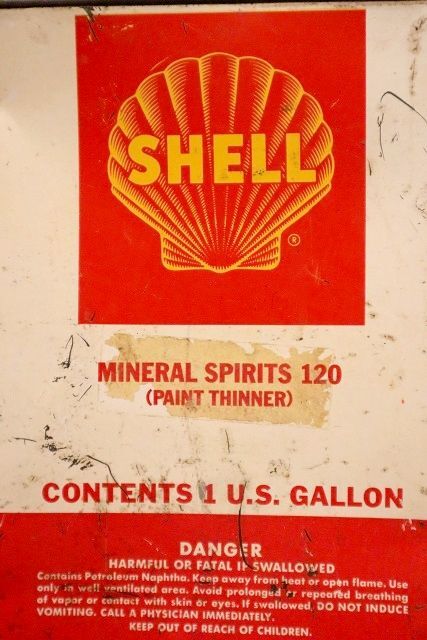 SHELL
®
MINERAL SPIRITS 120
(PAINT THINNER)
CONTENTS 1 U.S. GALLON
DANGER
HARMFUL OR FATAL IF SWALLOWED
Contains Petroleum Naphtha. Keep away from heat or open flame. Use
only in well ventilated area. Avoid prolonged or repeated breathing
of vapor or contact with skin or eyes. If swallowed, DO NOT INDUCE
VOMITING. CALL A PHYSICIAN IMMEDIATELY.
KEEP OUT OF REACH OF CHILDREN.